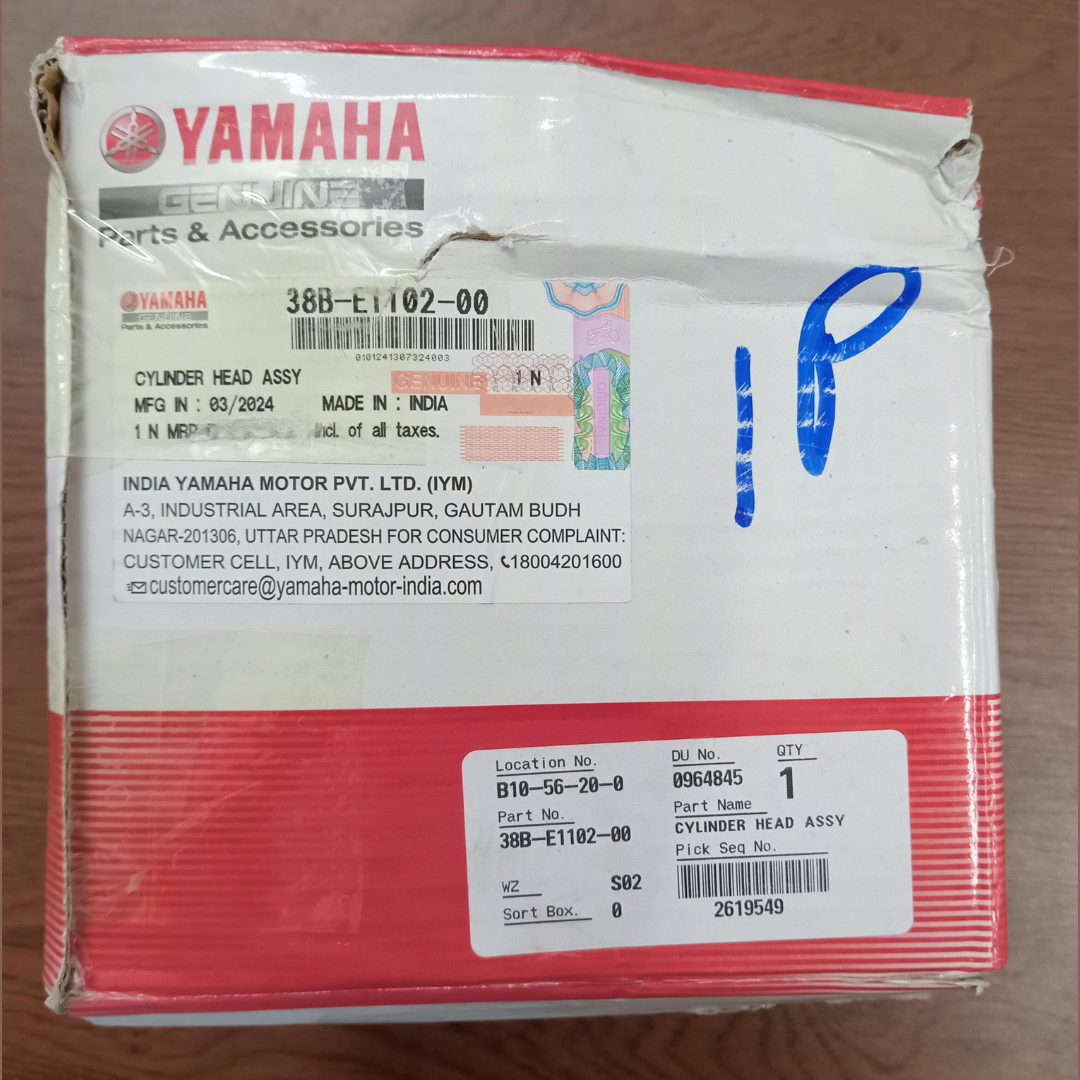 YAMAHA
GENUINE
Parts & Accessories
YAMAHA
GENUINE
Parts & Accessories
38B-E1102-00
0101241307324003
CYLINDER HEAD ASSY
GENUINE
1 N
MFG IN : 03/2024 MADE IN : INDIA
1 N MRP incl. of all taxes.
INDIA YAMAHA MOTOR PVT. LTD. (IYM)
A-3, INDUSTRIAL AREA, SURAJPUR, GAUTAM BUDH
NAGAR-201306, UTTAR PRADESH FOR CONSUMER COMPLAINT:
CUSTOMER CELL, IYM, ABOVE ADDRESS, 18004201600
customercare@yamaha-motor-india.com
1P
Location No.
B10-56-20-0
Part No.
38B-E1102-00
WZ S02
Sort Box. 0
DU No.
0964845
QTY
1
Part Name
CYLINDER HEAD ASSY
Pick Seq No.
2619549